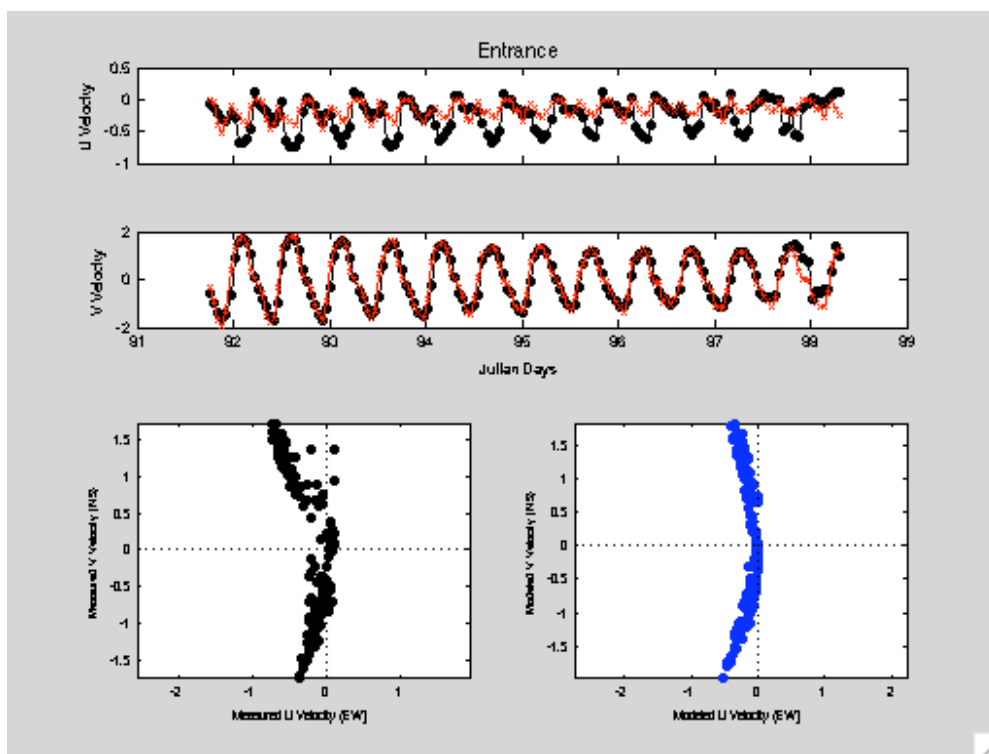 Entrance
0.5
0
-0.5
-1
U Velocity
2
0
-2
V Velocity
91 92 93 94 95 96 97 98 99
Julian Days
1.5
1
0.5
0
-0.5
-1
-1.5
Measured V Velocity (NS)
-2 -1 0 1
Measured U Velocity (EW)
1.5
1
0.5
0
-0.5
-1
-1.5
Modeled V Velocity (NS)
-2 -1 0 1 2
Modeled U Velocity (EW)